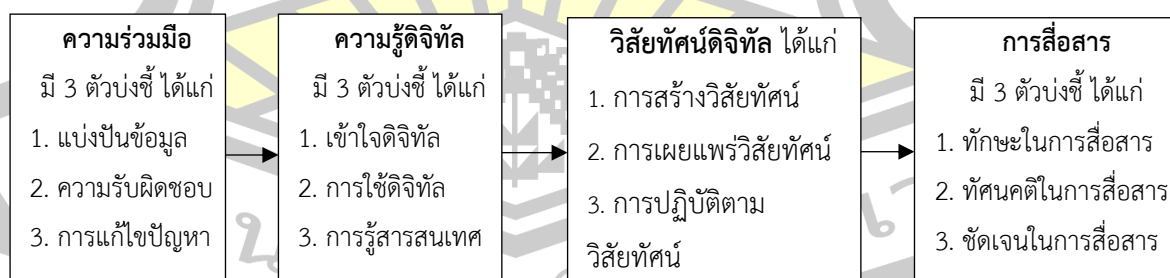 ความร่วมมือ
มี 3 ตัวบ่งชี้ ได้แก่
1. แบ่งปันข้อมูล
2. ความรับผิดชอบ
3. การแก้ไขปัญหา
ความรู้ดิจิทัล
มี 3 ตัวบ่งชี้ ได้แก่
1. เข้าใจดิจิทัล
2. การใช้ดิจิทัล
3. การรู้สารสนเทศ
วิสัยทัศน์ดิจิทัล ได้แก่
1. การสร้างวิสัยทัศน์
2. การเผยแพร่วิสัยทัศน์
3. การปฏิบัติตาม
วิสัยทัศน์
การสื่อสาร
มี 3 ตัวบ่งชี้ ได้แก่
1. ทักษะในการสื่อสาร
2. ทัศนคติในการสื่อสาร
3. ชัดเจนในการสื่อสาร